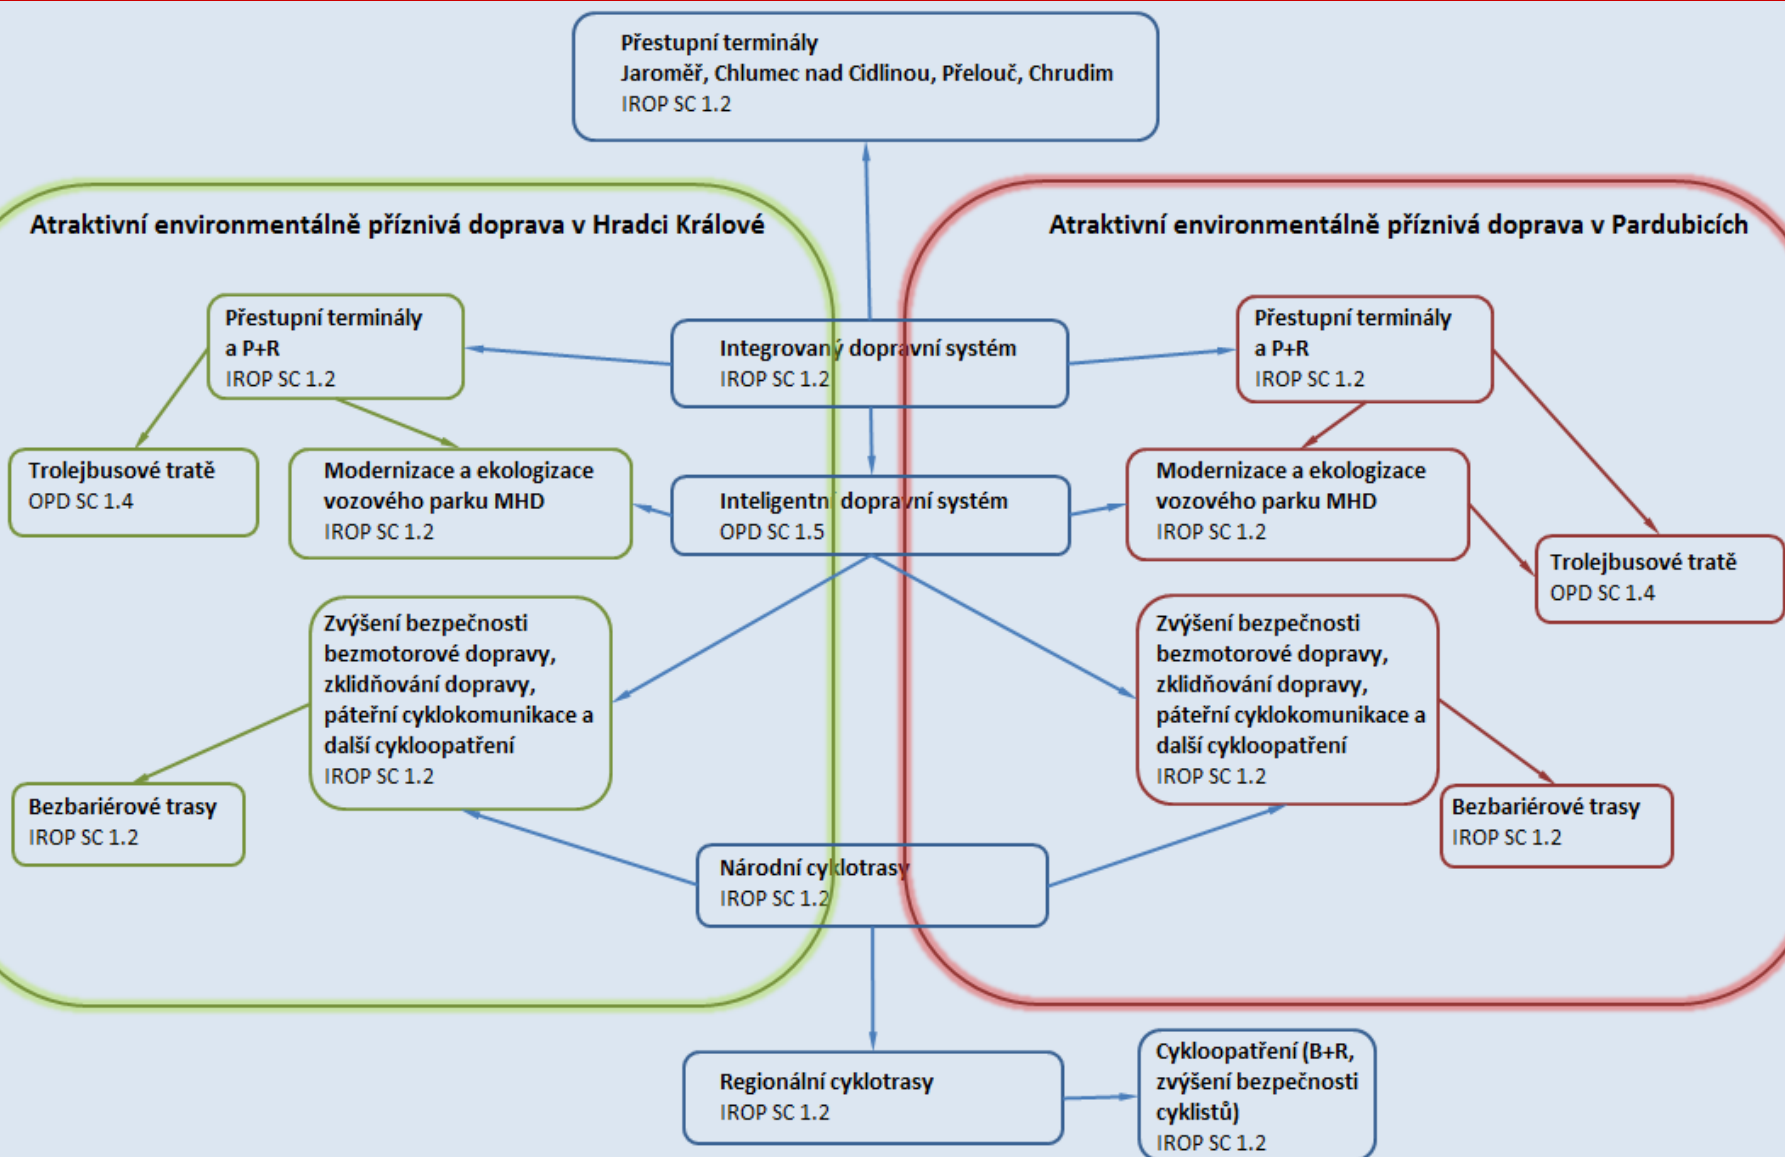 Přestupní terminály
Jaroměř, Chlumec nad Cidlinou, Přelouč, Chrudim
IROP SC 1.2
Atraktivní environmentálně příznivá doprava v Hradci Králové
Atraktivní environmentálně příznivá doprava v Pardubicích
Přestupní terminály
a P+R
IROP SC 1.2
Integrovaný dopravní systém
IROP SC 1.2
Přestupní terminály
a P+R
IROP SC 1.2
Trolejbusové tratě
OPD SC 1.4
Modernizace a ekologizace
vozového parku MHD
IROP SC 1.2
Inteligentní dopravní systém
OPD SC 1.5
Modernizace a ekologizace
vozového parku MHD
IROP SC 1.2
Trolejbusové tratě
OPD SC 1.4
Zvýšení bezpečnosti
bezmotorové dopravy,
zklidňování dopravy,
páteřní cyklokomunikace a
další cykloopatření
IROP SC 1.2
Zvýšení bezpečnosti
bezmotorové dopravy,
zklidňování dopravy,
páteřní cyklokomunikace a
další cykloopatření
IROP SC 1.2
Bezbariérové trasy
IROP SC 1.2
Bezbariérové trasy
IROP SC 1.2
Národní cyklotrasy
IROP SC 1.2
Regionální cyklotrasy
IROP SC 1.2
Cykloopatření (B+R,
zvýšení bezpečnosti
cyklistů)
IROP SC 1.2